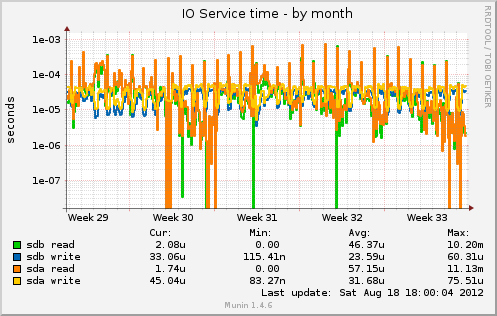 IO Service time - by month
RRDTOOL / TOBI OETIKER
seconds
1e-03
1e-04
1e-05
1e-06
1e-07
Week 29 Week 30 Week 31 Week 32 Week 33
Cur: Min: Avg: Max:
sdb read 2.08u 0.00 46.37u 10.20m
sdb write 33.06u 115.41n 23.59u 60.31u
sda read 1.74u 0.00 57.15u 11.13m
sda write 45.04u 83.27n 31.68u 75.51u
Last update: Sat Aug 18 18:00:04 2012
Munin 1.4.6